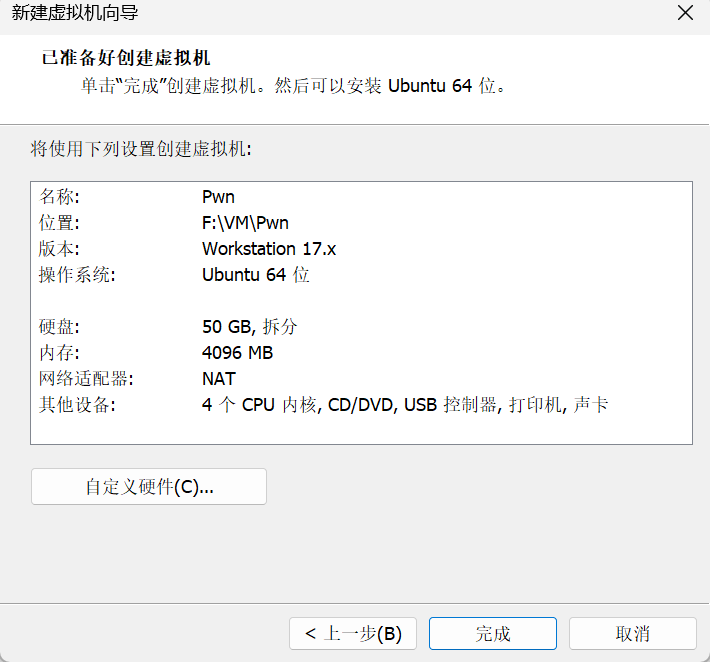 新建虚拟机向导
已准备好创建虚拟机
单击“完成”创建虚拟机。然后可以安装 Ubuntu 64 位。
将使用下列设置创建虚拟机:
名称: Pwn
位置: F:\VM\Pwn
版本: Workstation 17.x
操作系统: Ubuntu 64 位
硬盘: 50 GB, 拆分
内存: 4096 MB
网络适配器: NAT
其他设备: 4 个 CPU 内核, CD/DVD, USB 控制器, 打印机, 声卡
自定义硬件(C)...
< 上一步(B) 完成 取消